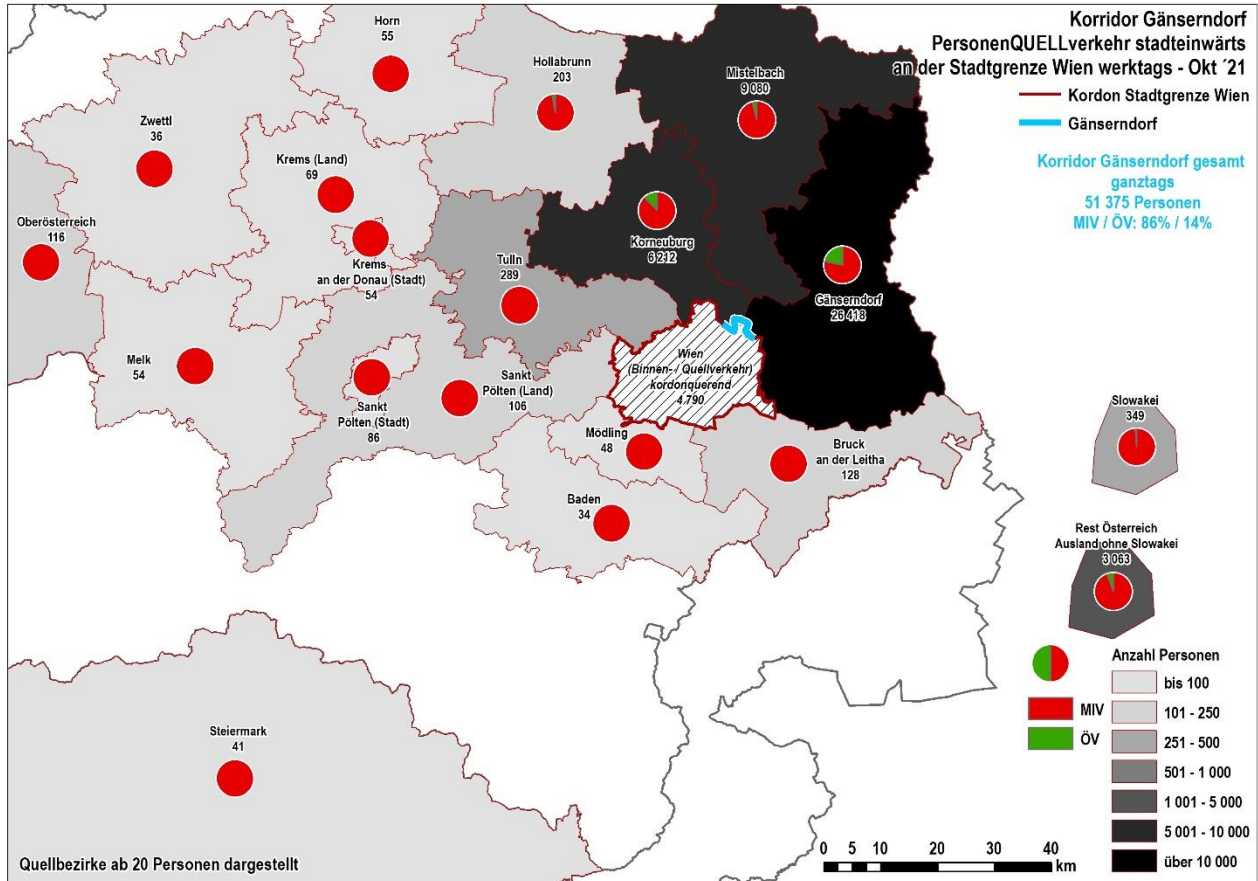 Korridor Gänserndorf
PersonenQUELLverkehr stadteinwärts
an der Stadtgrenze Wien werktags - Okt ´21
Kordon Stadtgrenze Wien
Gänserndorf
Korridor Gänserndorf gesamt
ganztags
51 375 Personen
MIV / ÖV: 86% / 14%
Horn
55
Hollabrunn
203
Mistelbach
9 080
Zwettl
36
Krems (Land)
69
Oberösterreich
116
Krems
an der Donau (Stadt)
54
Tulln
289
Korneuburg
6 212
Gänserndorf
26 418
Melk
54
Sankt
Pölten (Stadt)
86
Sankt
Pölten (Land)
106
Wien
(Binnen- / Quellverkehr)
kordonquerend
4 790
Mödling
48
Bruck
an der Leitha
128
Baden
34
Slowakei
349
Rest Österreich
Ausland ohne Slowakei
3 063
Steiermark
41
Anzahl Personen
MIV
ÖV
bis 100
101 - 250
251 - 500
501 - 1 000
1 001 - 5 000
5 001 - 10 000
über 10 000
Quellbezirke ab 20 Personen dargestellt
0 2,5 5 10 20 30 40
km